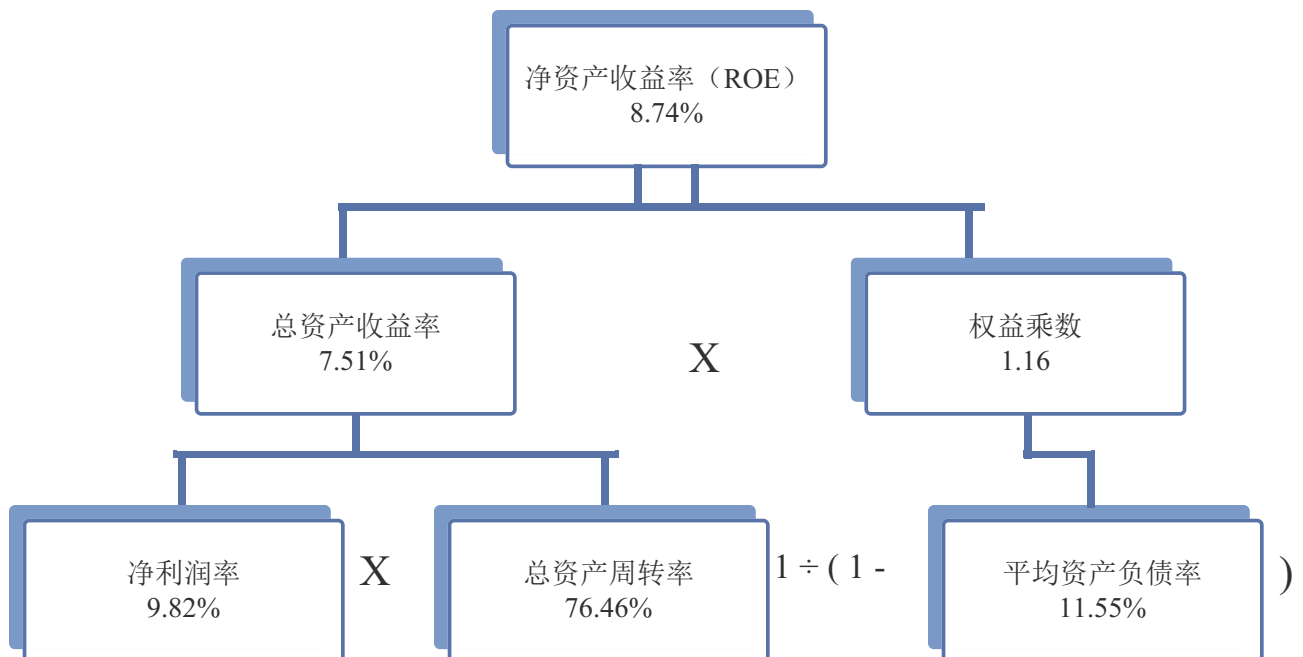 净资产收益率（ROE）
8.74%
总资产收益率
7.51%
X
权益乘数
1.16
净利润率
9.82%
X
总资产周转率
76.46%
1 ÷ ( 1 -
平均资产负债率
11.55%
)